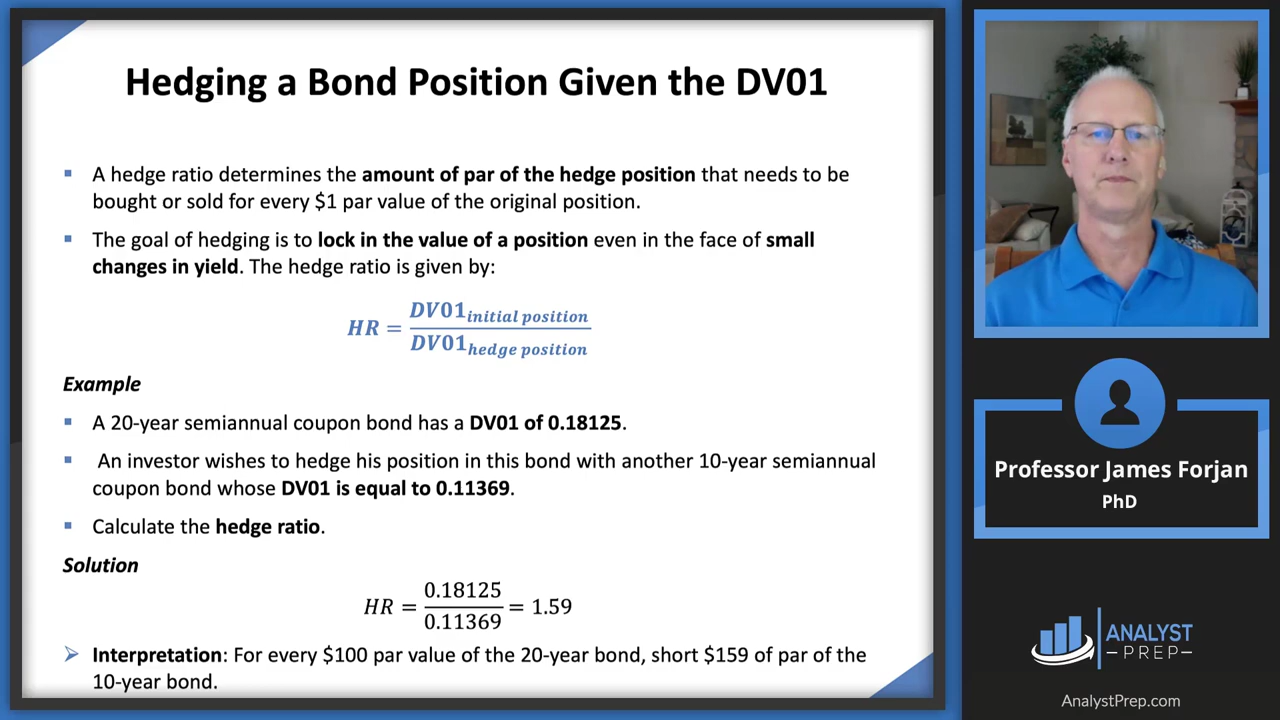 Hedging a Bond Position Given the DV01
▪ A hedge ratio determines the amount of par of the hedge position that needs to be
bought or sold for every $1 par value of the original position.
▪ The goal of hedging is to lock in the value of a position even in the face of small
changes in yield. The hedge ratio is given by:
HR = DV01initial position / DV01hedge position
Example
▪ A 20-year semiannual coupon bond has a DV01 of 0.18125.
▪ An investor wishes to hedge his position in this bond with another 10-year semiannual
coupon bond whose DV01 is equal to 0.11369.
▪ Calculate the hedge ratio.
Solution
HR = 0.18125 / 0.11369 = 1.59
➢ Interpretation: For every $100 par value of the 20-year bond, short $159 of par of the
10-year bond.
Professor James Forjan
PhD
ANALYST
–PREP–
AnalystPrep.com